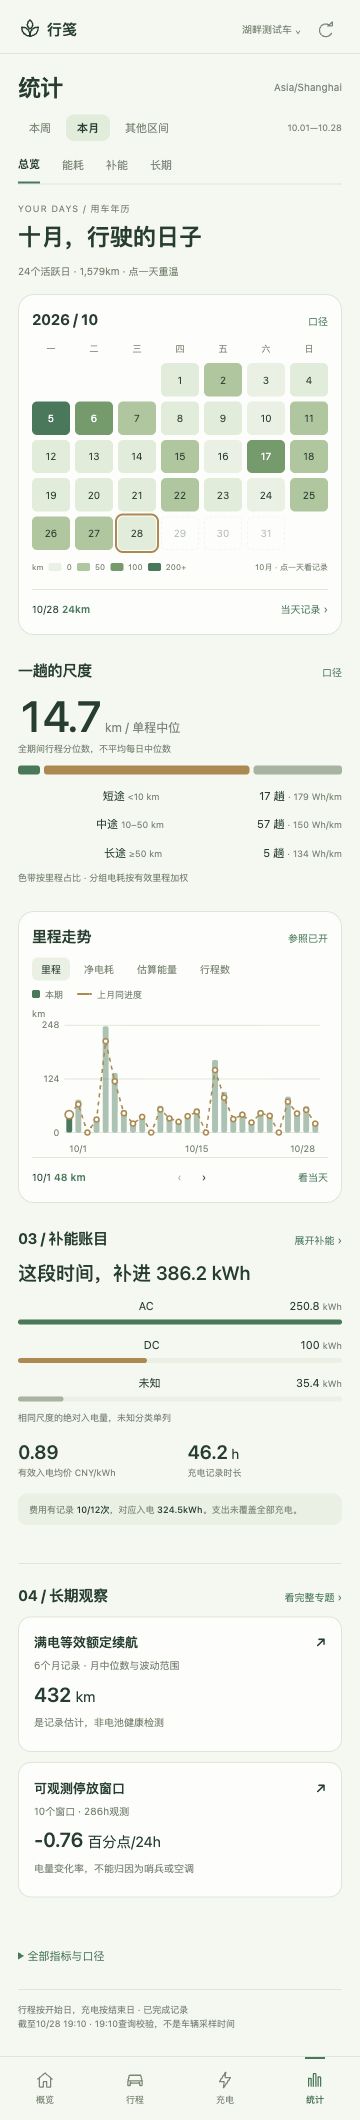 行笺
湖畔测试车
统计
Asia/Shanghai
本周 本月 其他区间 10.01—10.28
总览 能耗 补能 长期
YOUR DAYS / 用车年历
十月，行驶的日子
24个活跃日 · 1,579km · 点一天重温
2026 / 10 口径
一 二 三 四 五 六 日
1 2 3 4
5 6 7 8 9 10 11
12 13 14 15 16 17 18
19 20 21 22 23 24 25
26 27 28 29 30 31
km 0 50 100 200+ 10月 · 点一天看记录
10/28 24km 当天记录 ›
一趟的尺度 口径
14.7 km / 单程中位
全期间行程分位数，不平均每日中位数
短途 <10 km 17 趟 · 179 Wh/km
中途 10–50 km 57 趟 · 150 Wh/km
长途 ≥50 km 5 趟 · 134 Wh/km
色带按里程占比 · 分组电耗按有效里程加权
里程走势 参照已开
里程 净电耗 估算能量 行程数
本期 上月同进度
km
248
124
0
10/1 10/15 10/28
10/1 48 km ‹ › 看当天
03 / 补能账目 展开补能 ›
这段时间，补进 386.2 kWh
AC 250.8 kWh
DC 100 kWh
未知 35.4 kWh
相同尺度的绝对入电量，未知分类单列
0.89 46.2 h
有效入电均价 CNY/kWh 充电记录时长
费用有记录 10/12次，对应入电 324.5kWh。支出未覆盖全部充电。
04 / 长期观察 看完整专题 ›
满电等效额定续航
6个月记录 · 月中位数与波动范围
432 km
是记录估计，非电池健康检测
可观测停放窗口
10个窗口 · 286h观测
-0.76 百分点/24h
电量变化率，不能归因为哨兵或空调
全部指标与口径
行程按开始日，充电按结束日 · 已完成记录
截至10/28 19:10 · 19:10查询校验，不是车辆采样时间
概览 行程 充电 统计